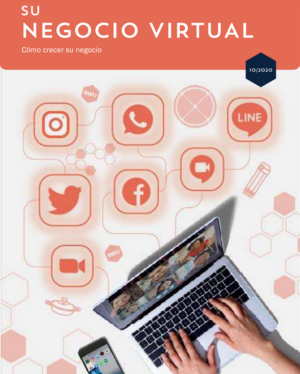 SU
NEGOCIO VIRTUAL
Cómo crecer su negocio
10/2020
LINE